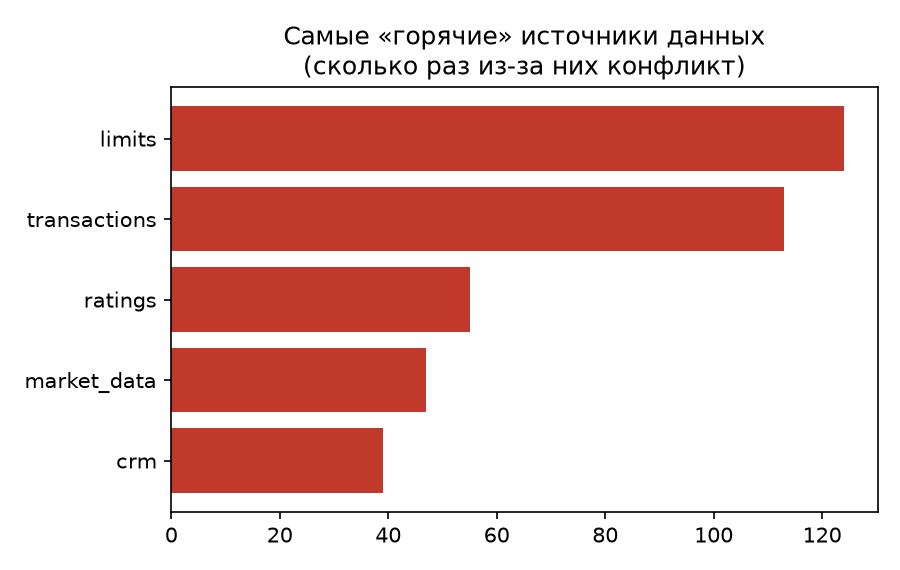 Самые «горячие» источники данных
(сколько раз из-за них конфликт)
limits
transactions
ratings
market_data
crm
0 20 40 60 80 100 120